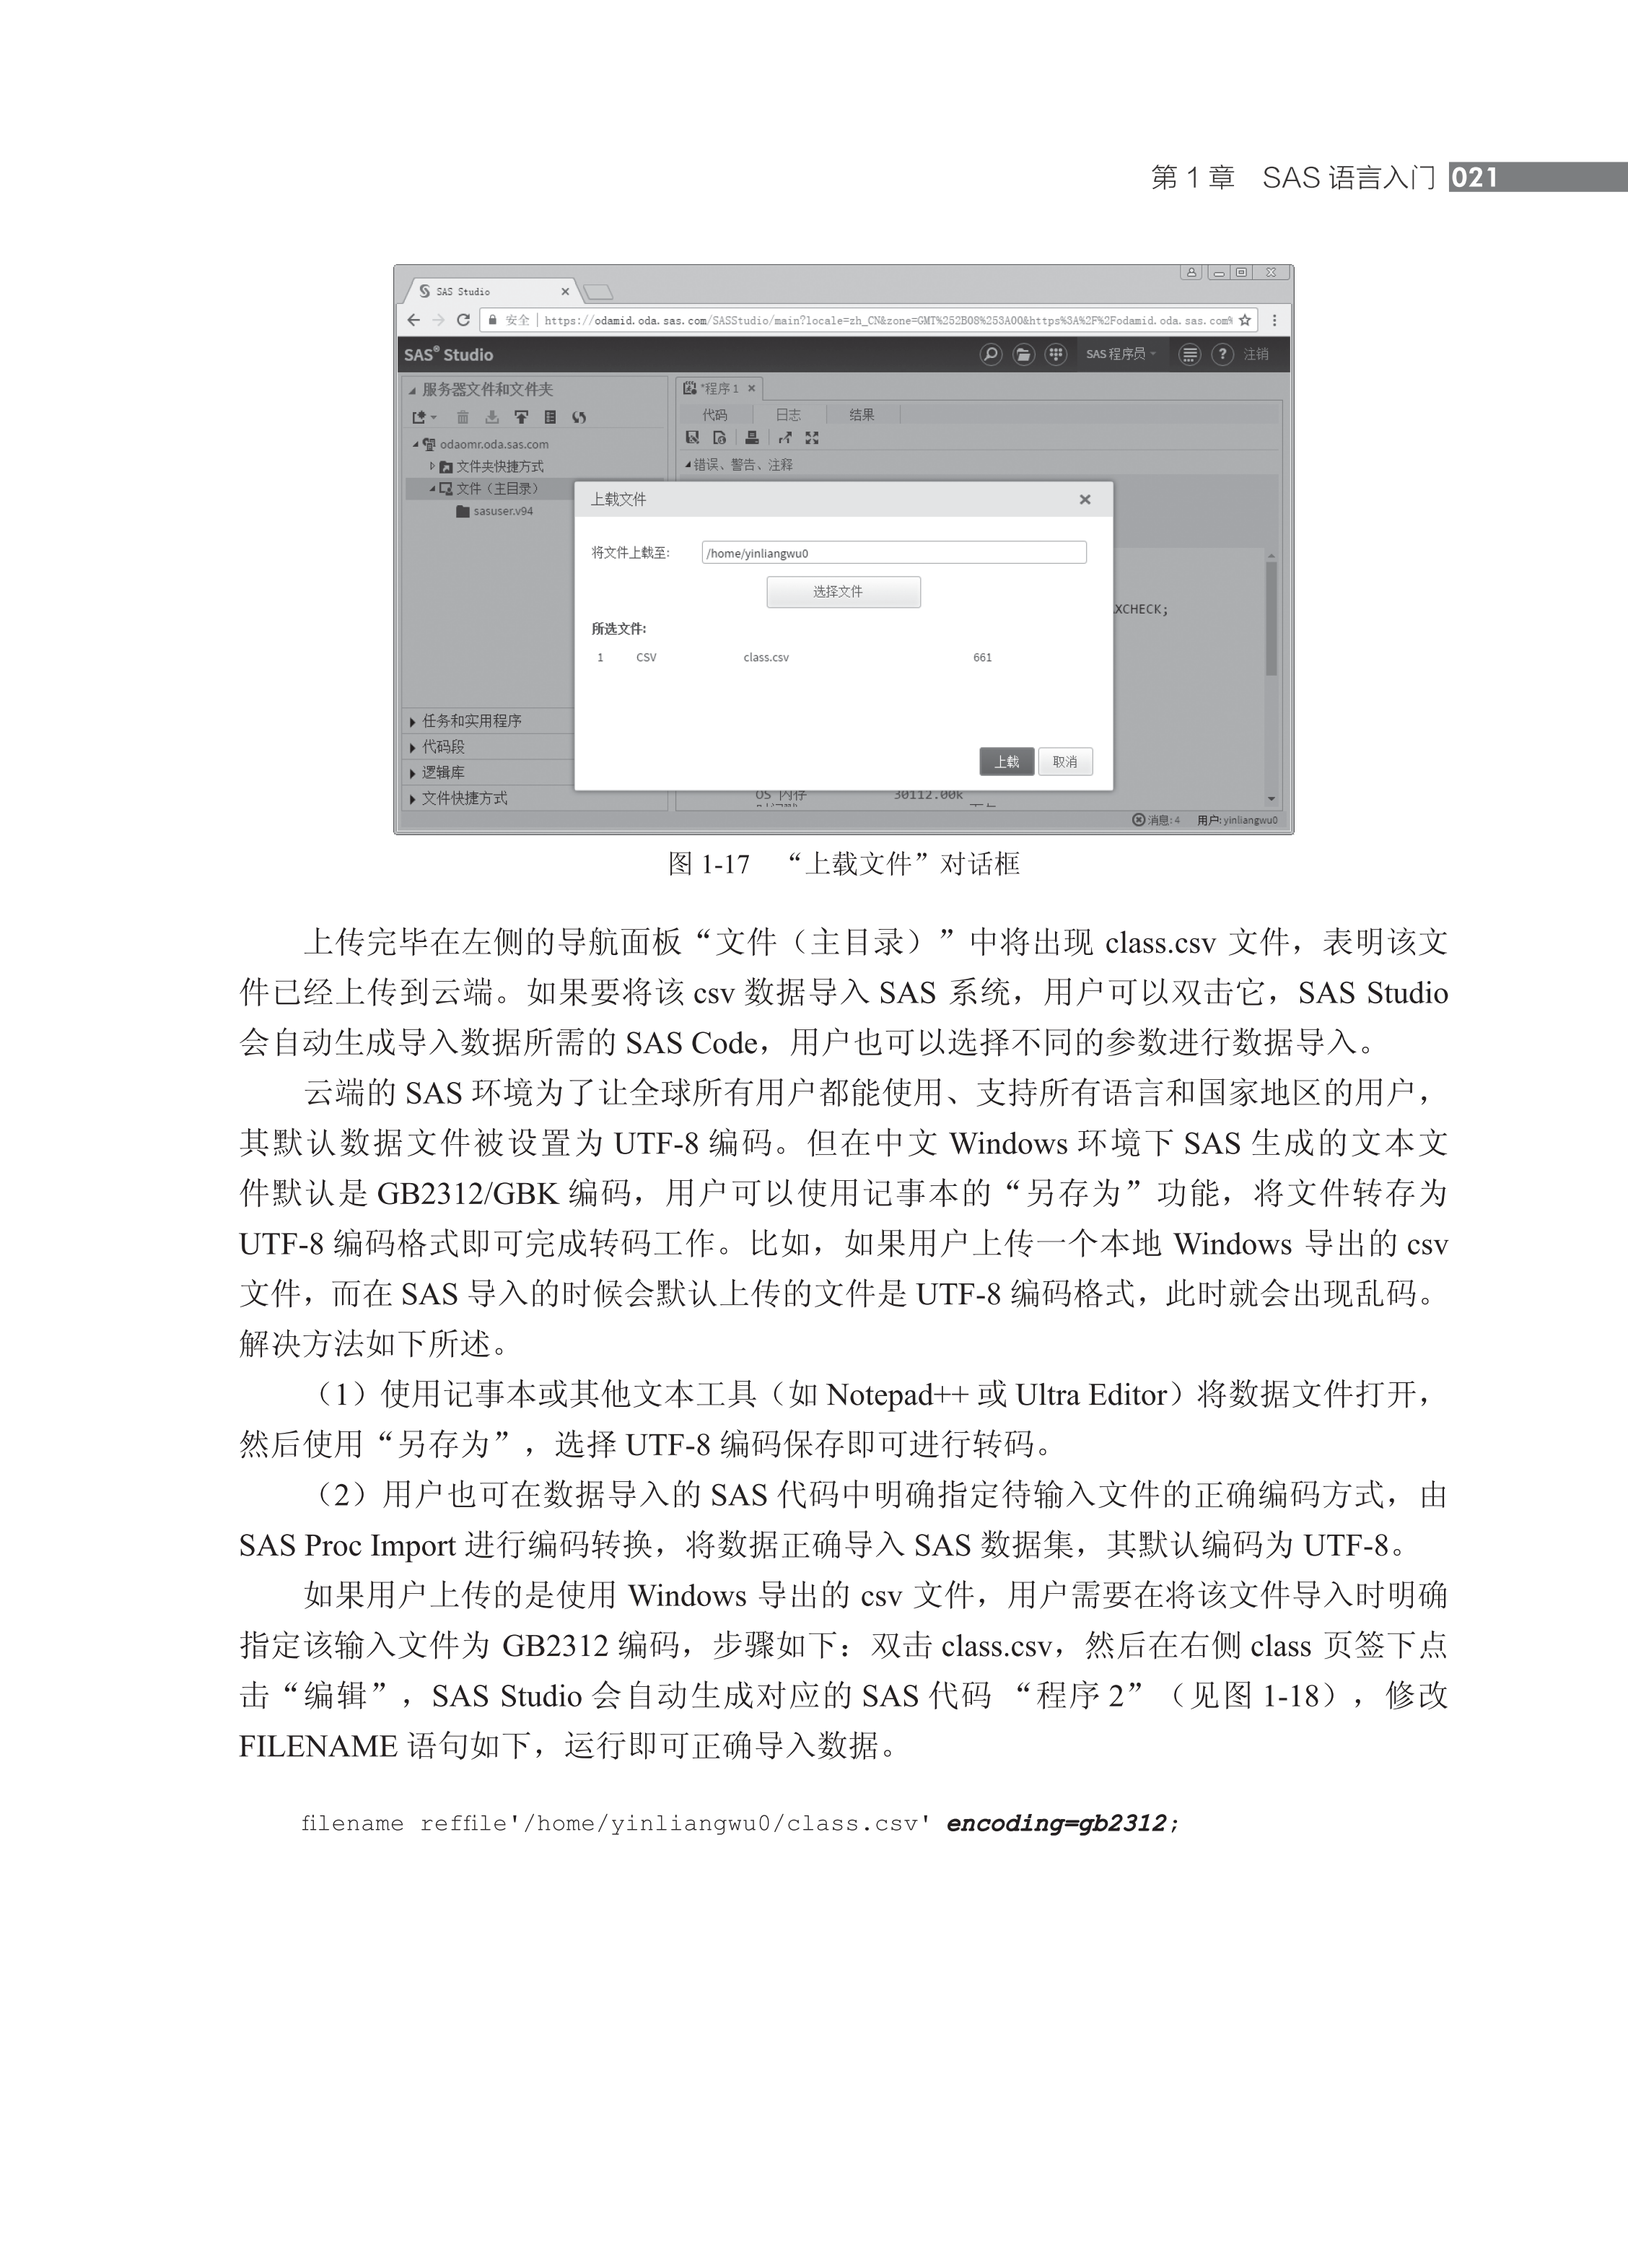 第 1 章 SAS 语言入门 021
SAS Studio
安全 https://odamid.oda.sas.com/SASStudio/main?locale=zh_CN&zone=GMT%252B08%253A00&https%3A%2F%2Fodamid.oda.sas.com%
SAS® Studio
SAS 程序员
注销
服务器文件和文件夹
odaomr.oda.sas.com
文件夹快捷方式
文件（主目录）
sasuser.v94
任务和实用程序
代码段
逻辑库
文件快捷方式
*程序 1
代码 日志 结果
错误、警告、注释
上载文件
将文件上载至: /home/yinliangwu0
选择文件
XCHECK;
所选文件:
1 CSV class.csv 661
上载 取消
OS 内存 30112.00k
消息: 4 用户: yinliangwu0
图 1-17 “上载文件”对话框
上传完毕在左侧的导航面板“文件（主目录）”中将出现 class.csv 文件，表明该文
件已经上传到云端。如果要将该 csv 数据导入 SAS 系统，用户可以双击它，SAS Studio
会自动生成导入数据所需的 SAS Code，用户也可以选择不同的参数进行数据导入。
云端的 SAS 环境为了让全球所有用户都能使用、支持所有语言和国家地区的用户，
其默认数据文件被设置为 UTF-8 编码。但在中文 Windows 环境下 SAS 生成的文本文
件默认是 GB2312/GBK 编码，用户可以使用记事本的“另存为”功能，将文件转存为
UTF-8 编码格式即可完成转码工作。比如，如果用户上传一个本地 Windows 导出的 csv
文件，而在 SAS 导入的时候会默认上传的文件是 UTF-8 编码格式，此时就会出现乱码。
解决方法如下所述。
（1）使用记事本或其他文本工具（如 Notepad++ 或 Ultra Editor）将数据文件打开，
然后使用“另存为”，选择 UTF-8 编码保存即可进行转码。
（2）用户也可在数据导入的 SAS 代码中明确指定待输入文件的正确编码方式，由
SAS Proc Import 进行编码转换，将数据正确导入 SAS 数据集，其默认编码为 UTF-8。
如果用户上传的是使用 Windows 导出的 csv 文件，用户需要在将该文件导入时明确
指定该输入文件为 GB2312 编码，步骤如下：双击 class.csv，然后在右侧 class 页签下点
击“编辑”，SAS Studio 会自动生成对应的 SAS 代码 “程序 2”（见图 1-18），修改
FILENAME 语句如下，运行即可正确导入数据。
filename reffile'/home/yinliangwu0/class.csv' encoding=gb2312;